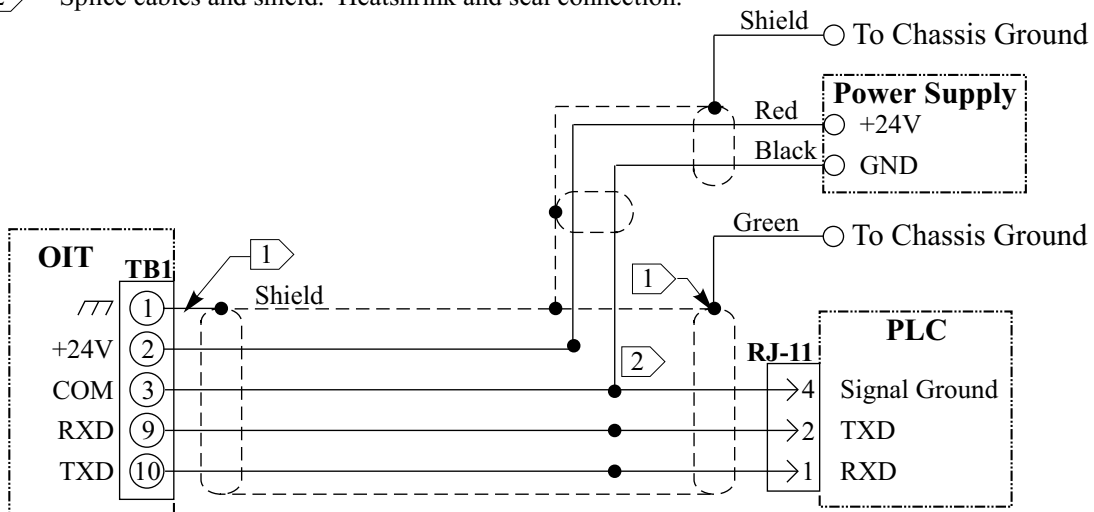 Splice cables and shield. Heatshrink and seal connection.
Shield To Chassis Ground
Power Supply
Red +24V
Black GND
Green To Chassis Ground
OIT
TB1
1
1
Shield
1
PLC
RJ-11
+24V 2
2
COM 3
4 Signal Ground
RXD 9
2 TXD
TXD 10
1 RXD